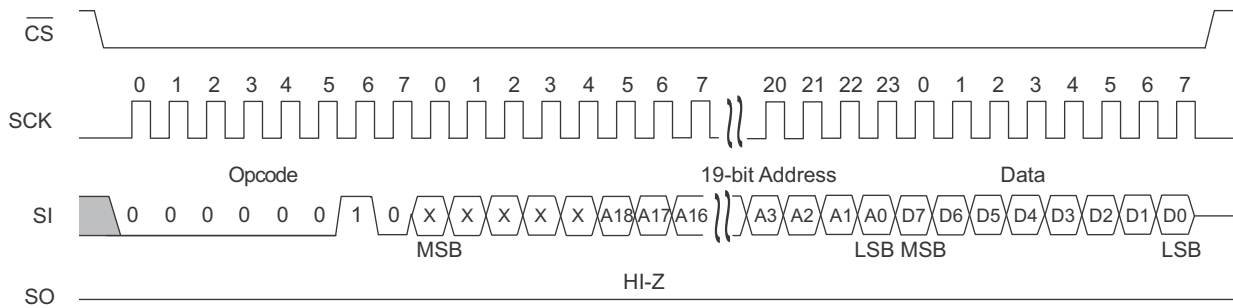 CS
0 1 2 3 4 5 6 7 0 1 2 3 4 5 6 7 20 21 22 23 0 1 2 3 4 5 6 7
SCK
Opcode 19-bit Address Data
SI 0 0 0 0 0 0 1 0 X X X X X A18 A17 A16 A3 A2 A1 A0 D7 D6 D5 D4 D3 D2 D1 D0
MSB LSB MSB LSB
HI-Z
SO